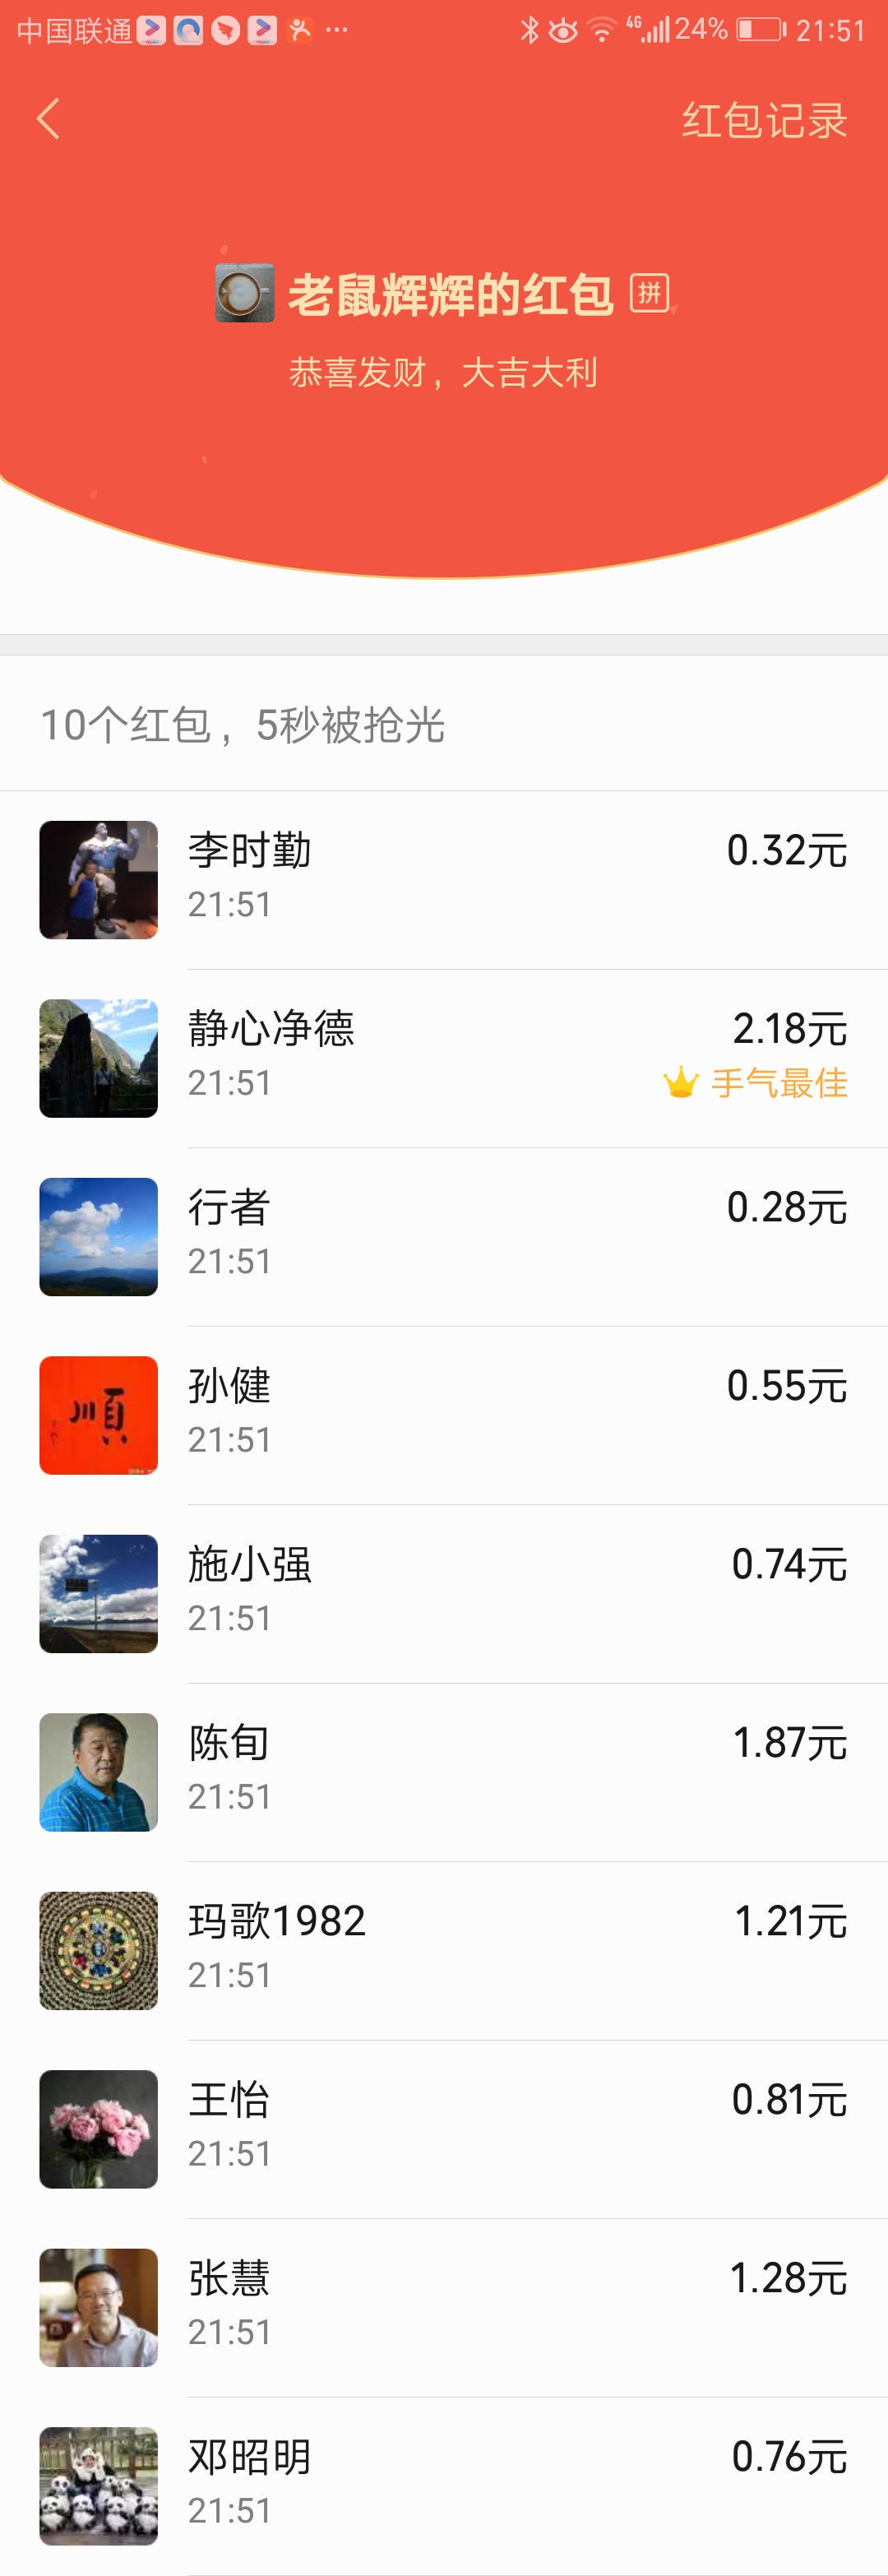 中国联通 4G 24% 21:51
红包记录
老鼠辉辉的红包 拼
恭喜发财，大吉大利
10个红包，5秒被抢光
李时勤 0.32元
21:51
静心净德 2.18元
21:51 手气最佳
行者 0.28元
21:51
順
孙健 0.55元
21:51
施小强 0.74元
21:51
陈旬 1.87元
21:51
玛歌1982 1.21元
21:51
王怡 0.81元
21:51
张慧 1.28元
21:51
邓昭明 0.76元
21:51